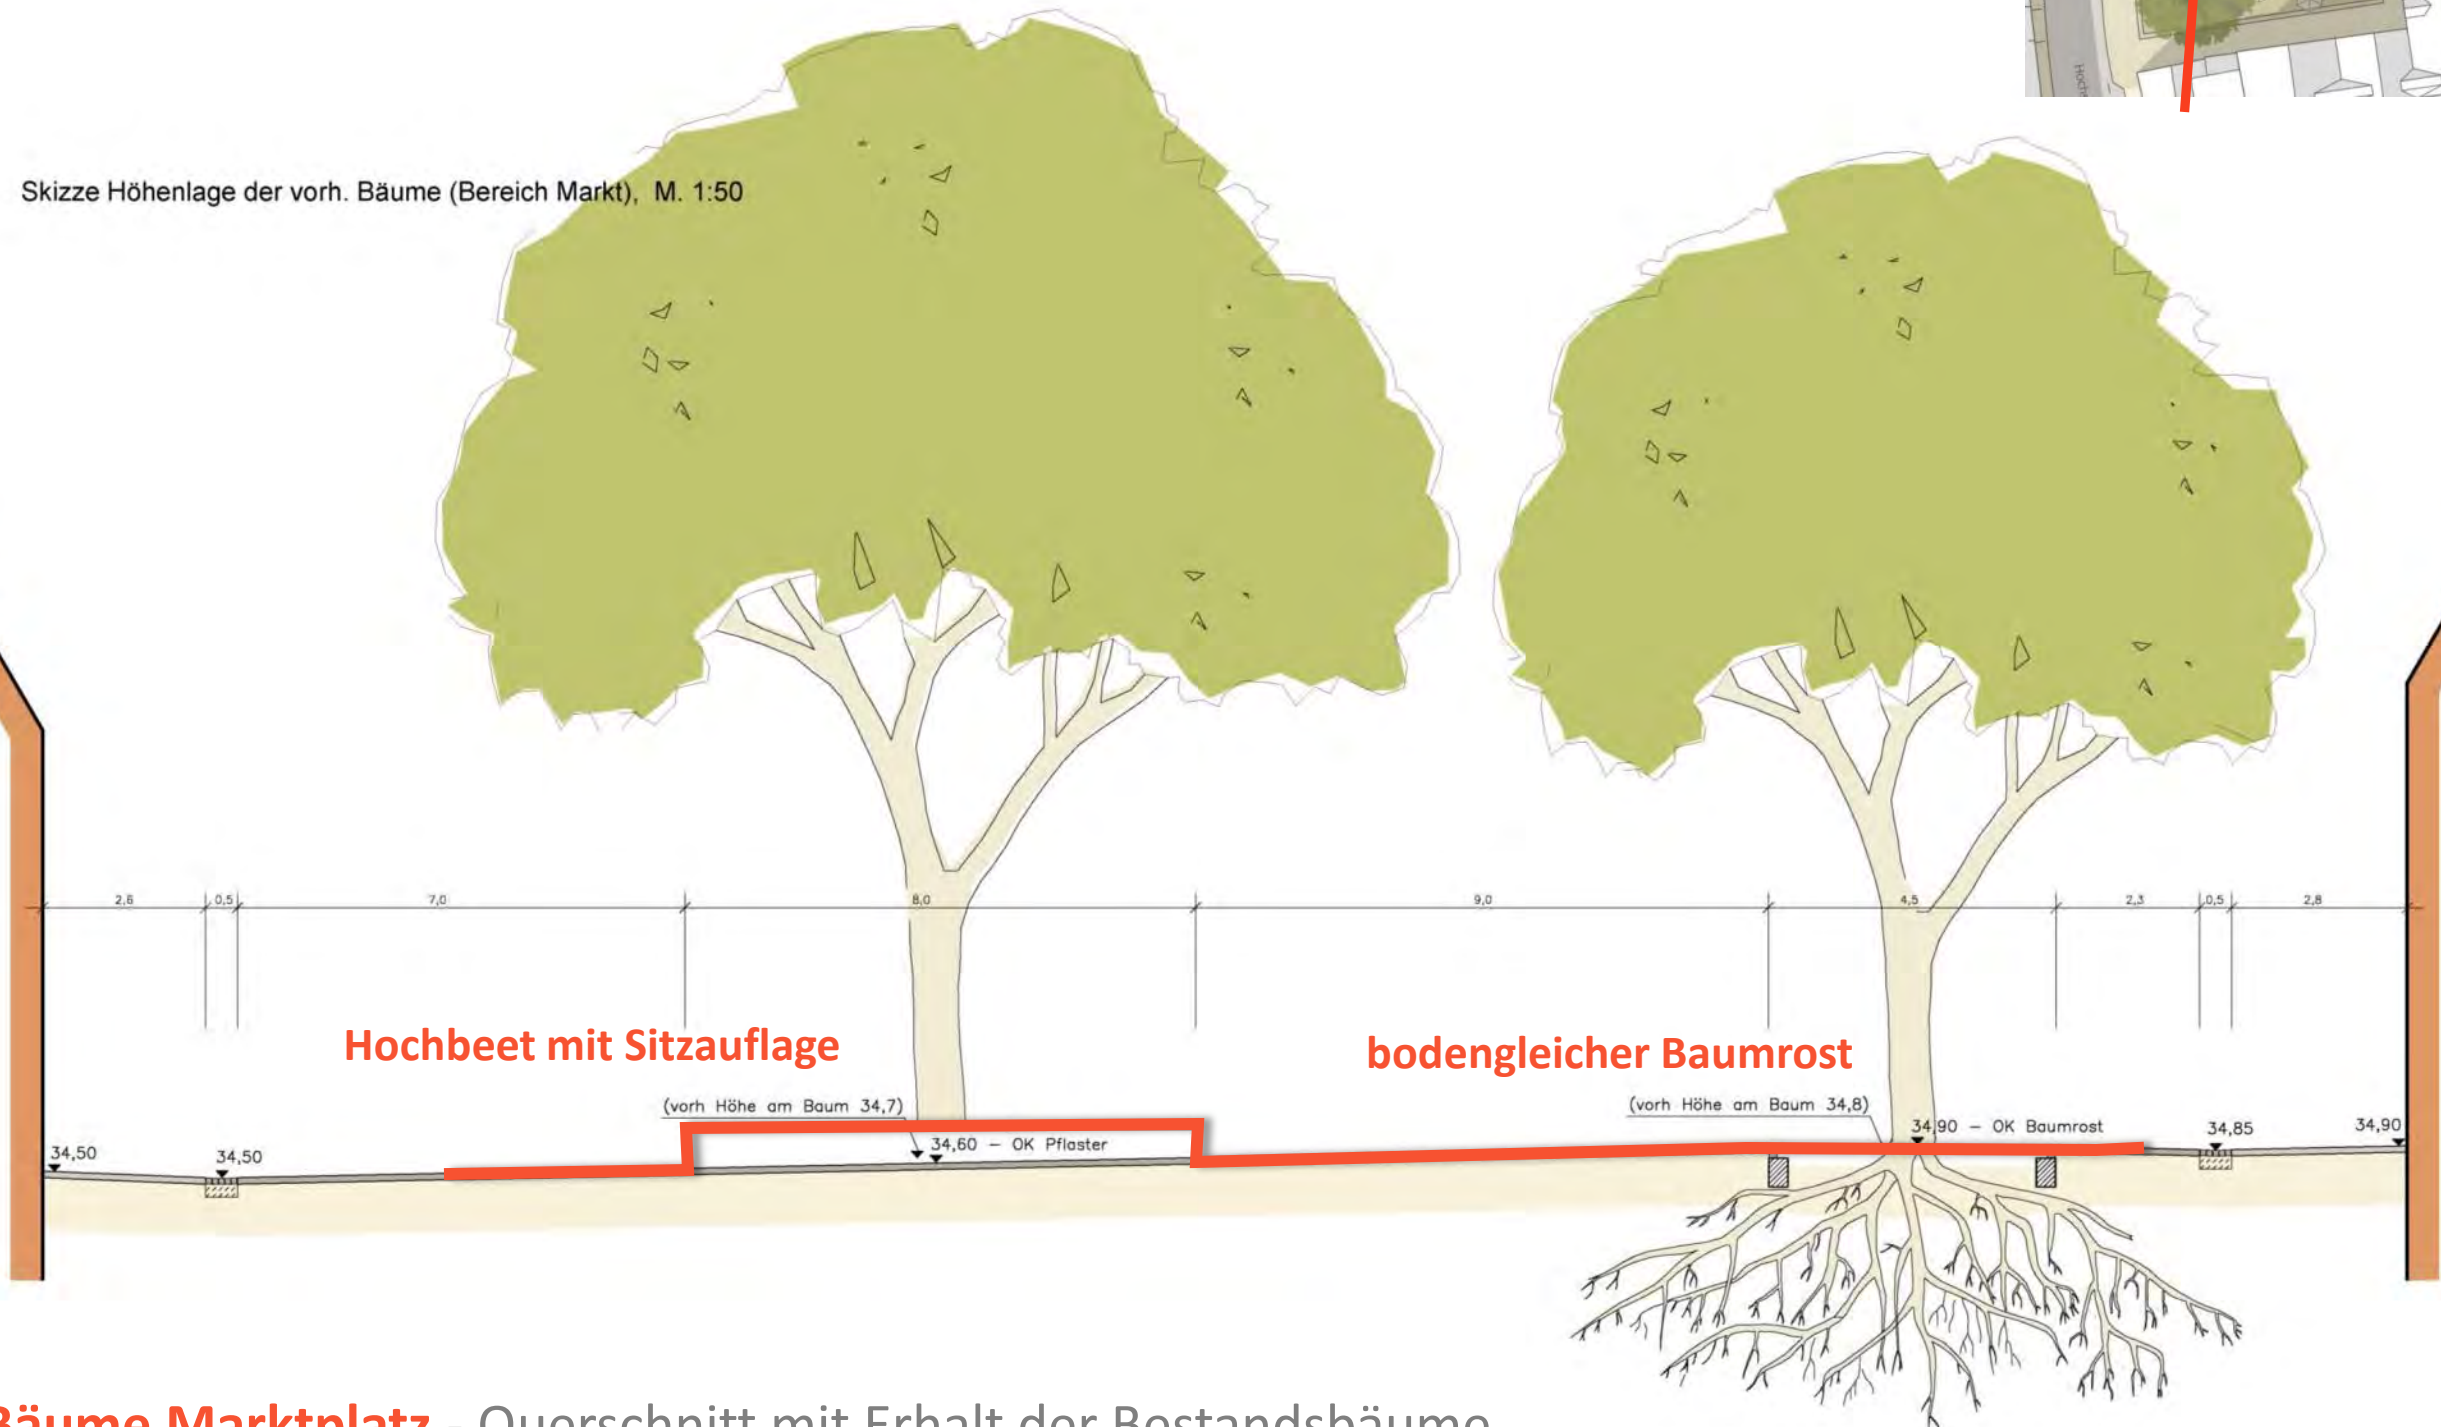 Skizze Höhenlage der vorh. Bäume (Bereich Markt), M. 1:50
2,6 0,5 7,0 8,0 9,0 4,5 2,3 0,5 2,8
Hochbeet mit Sitzauflage
bodengleicher Baumrost
(vorh Höhe am Baum 34,7)
(vorh Höhe am Baum 34,8)
34,50
34,50
34,60 – OK Pflaster
34,90 – OK Baumrost
34,85
34,90
Bäume Marktplatz - Querschnitt mit Erhalt der Bestandsbäume